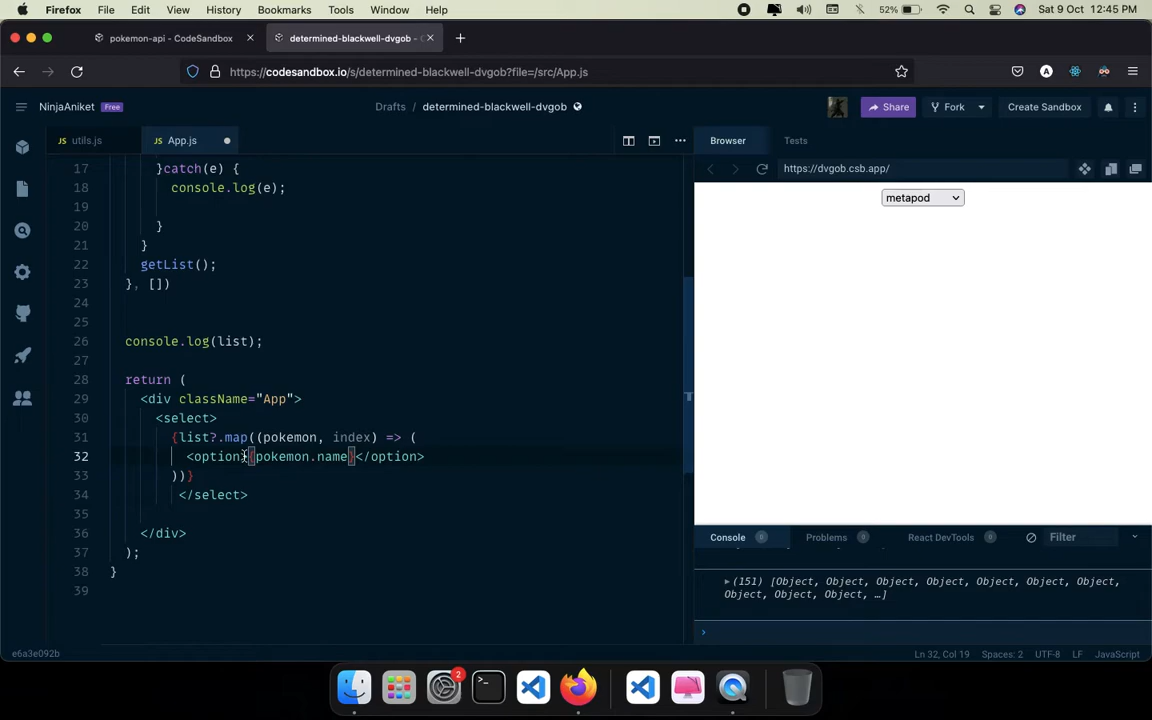 Firefox File Edit View History Bookmarks Tools Window Help 52% Sat 9 Oct 12:45 PM
pokemon-api - CodeSandbox determined-blackwell-dvgob -
https://codesandbox.io/s/determined-blackwell-dvgob?file=/src/App.js
NinjaAniket Free Drafts / determined-blackwell-dvgob Share Fork Create Sandbox
utils.js App.js Browser Tests
https://dvgob.csb.app/
metapod
17 }catch(e) {
18 console.log(e);
19
20 }
21 }
22 getList();
23 }, [])
24
25
26 console.log(list);
27
28 return (
29 <div className="App">
30 <select>
31 {list?.map((pokemon, index) => (
32 <option>{pokemon.name}</option>
33 ))}
34 </select>
35
36 </div>
37 );
38 }
39
Console 0 Problems 0 React DevTools 0 Filter
▸(151) [Object, Object, Object, Object, Object, Object, Object,
Object, Object, Object, …]
e6a3e092b Ln 32, Col 19 Spaces: 2 UTF-8 LF JavaScript
2